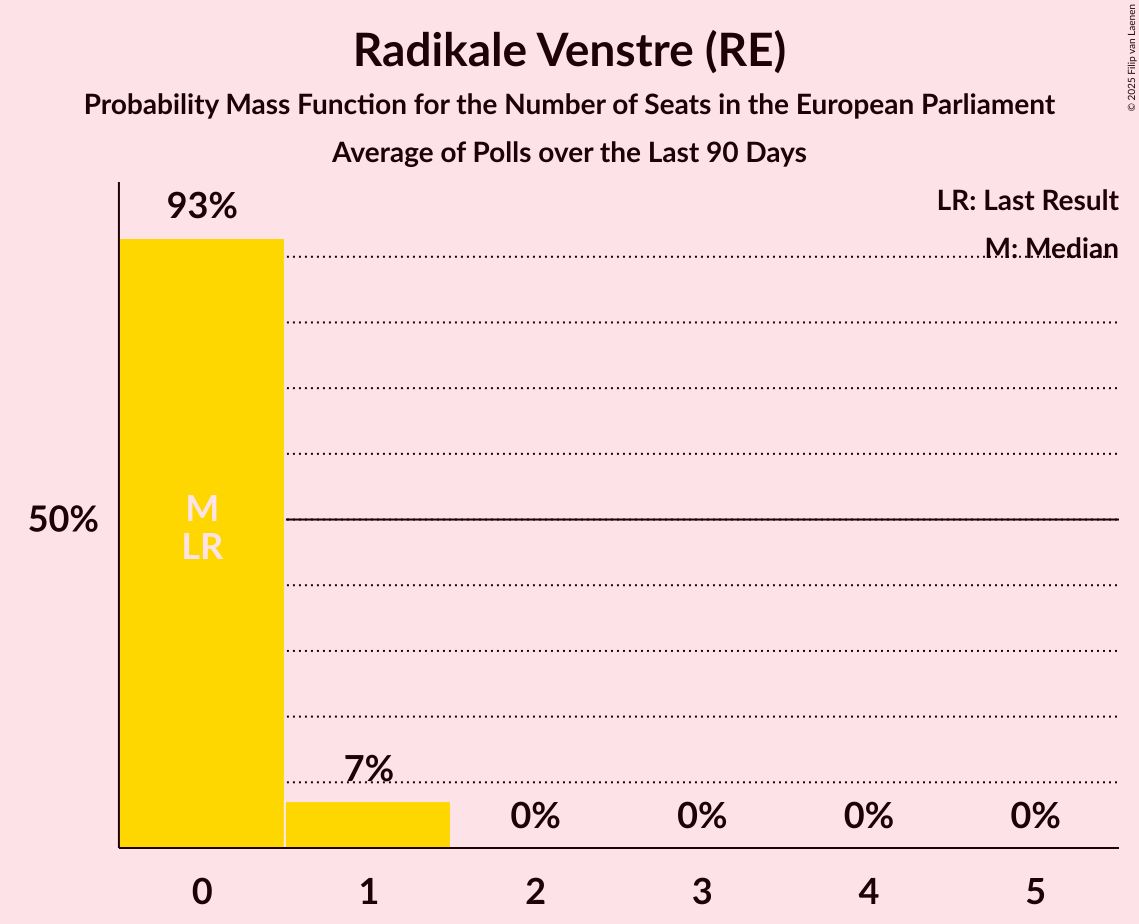 Radikale Venstre (RE)
Probability Mass Function for the Number of Seats in the European Parliament
Average of Polls over the Last 90 Days
© 2025 Filip van Laenen
LR: Last Result
M: Median
93%
50%
M
LR
7%
0%
0%
0%
0%
0
1
2
3
4
5